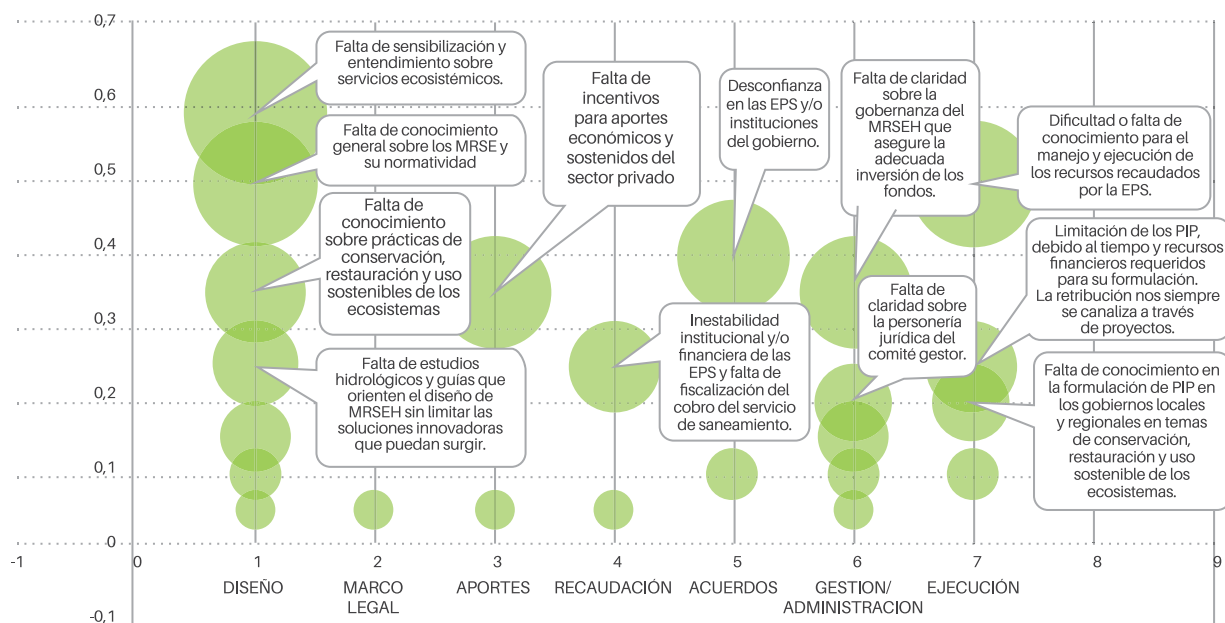 0,7
0,6
0,5
0,4
0,3
0,2
0,1
0
-0,1
Falta de sensibilización y
entendimiento sobre
servicios ecosistémicos.
Falta de conocimiento
general sobre los MRSE y
su normatividad
Falta de
conocimiento
sobre prácticas de
conservación,
restauración y uso
sostenibles de los
ecosistemas
Falta de estudios
hidrológicos y guías que
orienten el diseño de
MRSEH sin limitar las
soluciones innovadoras
que puedan surgir.
Falta de
incentivos
para aportes
económicos y
sostenidos del
sector privado
Inestabilidad
institucional y/o
financiera de las
EPS y falta de
fiscalización del
cobro del servicio
de saneamiento.
Desconfianza
en las EPS y/o
instituciones
del gobierno.
Falta de claridad
sobre la
gobernanza del
MRSEH que
asegure la
adecuada
inversión de los
fondos.
Falta de
claridad sobre
la personería
jurídica del
comité gestor.
Dificultad o falta de
conocimiento para el
manejo y ejecución de
los recursos recaudados
por la EPS.
Limitación de los PIP,
debido al tiempo y recursos
financieros requeridos
para su formulación.
La retribución nos siempre
se canaliza a través
de proyectos.
Falta de conocimiento en
la formulación de PIP en
los gobiernos locales
y regionales en temas
de conservación,
restauración y uso
sostenible de los
ecosistemas.
-1
0
1
2
3
4
5
6
7
8
9
DISEÑO
MARCO
LEGAL
APORTES
RECAUDACIÓN
ACUERDOS
GESTION/
ADMINISTRACION
EJECUCIÓN